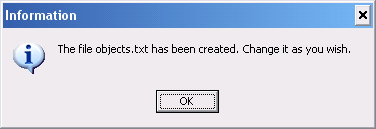 Information
The file objects.txt has been created. Change it as you wish.
OK